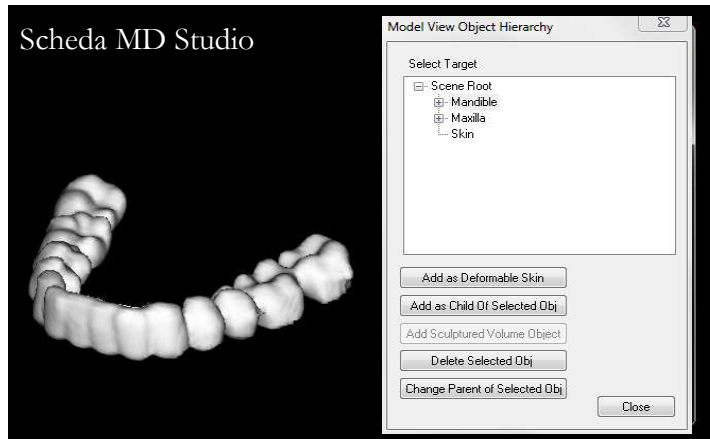 Scheda MD Studio
Model View Object Hierarchy
Select Target
Scene Root
Mandible
Maxilla
Skin
Add as Deformable Skin
Add as Child Of Selected Obj
Add Sculptured Volume Object
Delete Selected Obj
Change Parent of Selected Obj
Close